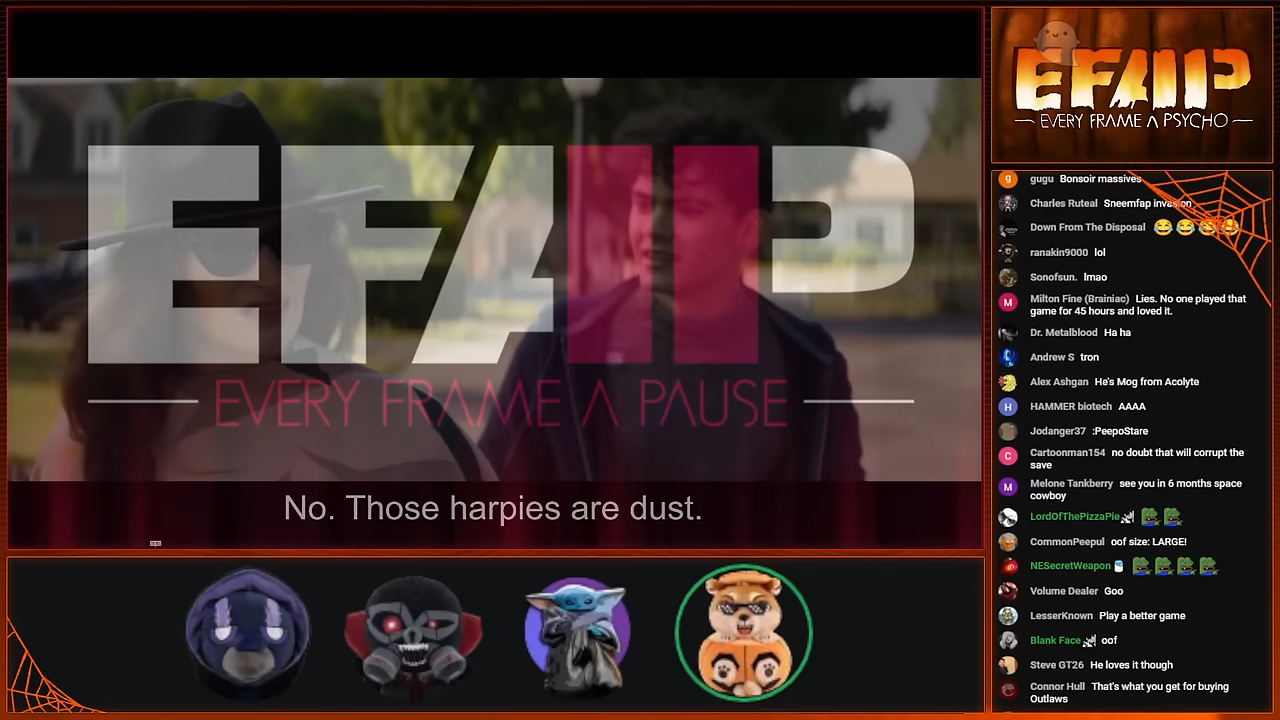 EFAP
EVERY FRAME A PAUSE
No. Those harpies are dust.
EFAP
EVERY FRAME A PSYCHO
g
gugu Bonsoir massives
Charles Ruteal Sneemfap invasion
Down From The Disposal 😂😂😂😂
ranakin9000 lol
Sonofsun. lmao
M
Milton Fine (Brainiac) Lies. No one played that
game for 45 hours and loved it.
Dr. Metalblood Ha ha
Andrew S tron
Alex Ashgan He's Mog from Acolyte
H
HAMMER biotech AAAA
Jodanger37 :PeepoStare
C
Cartoonman154 no doubt that will corrupt the
save
M
Melone Tankberry see you in 6 months space
cowboy
LordOfThePizzaPie
CommonPeepul oof size: LARGE!
NESecretWeapon
Volume Dealer Goo
LesserKnown Play a better game
Blank Face oof
Steve GT26 He loves it though
Connor Hull That's what you get for buying
Outlaws